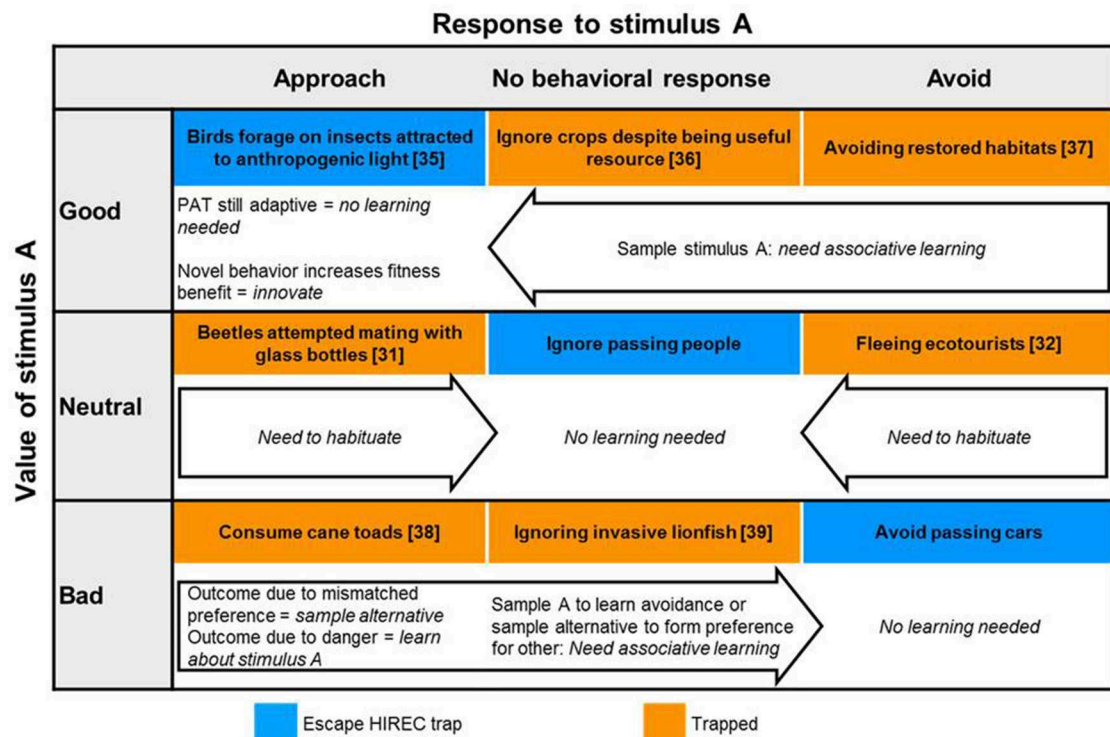 Response to stimulus A
Approach
No behavioral response
Avoid
Value of stimulus A
Good
Birds forage on insects attracted
to anthropogenic light [35]
Ignore crops despite being useful
resource [36]
Avoiding restored habitats [37]
PAT still adaptive = no learning
needed
Novel behavior increases fitness
benefit = innovate
Sample stimulus A: need associative learning
Neutral
Beetles attempted mating with
glass bottles [31]
Ignore passing people
Fleeing ecotourists [32]
Need to habituate
No learning needed
Need to habituate
Bad
Consume cane toads [38]
Ignoring invasive lionfish [39]
Avoid passing cars
Outcome due to mismatched
preference = sample alternative
Outcome due to danger = learn
about stimulus A
Sample A to learn avoidance or
sample alternative to form preference
for other: Need associative learning
No learning needed
Escape HIREC trap
Trapped